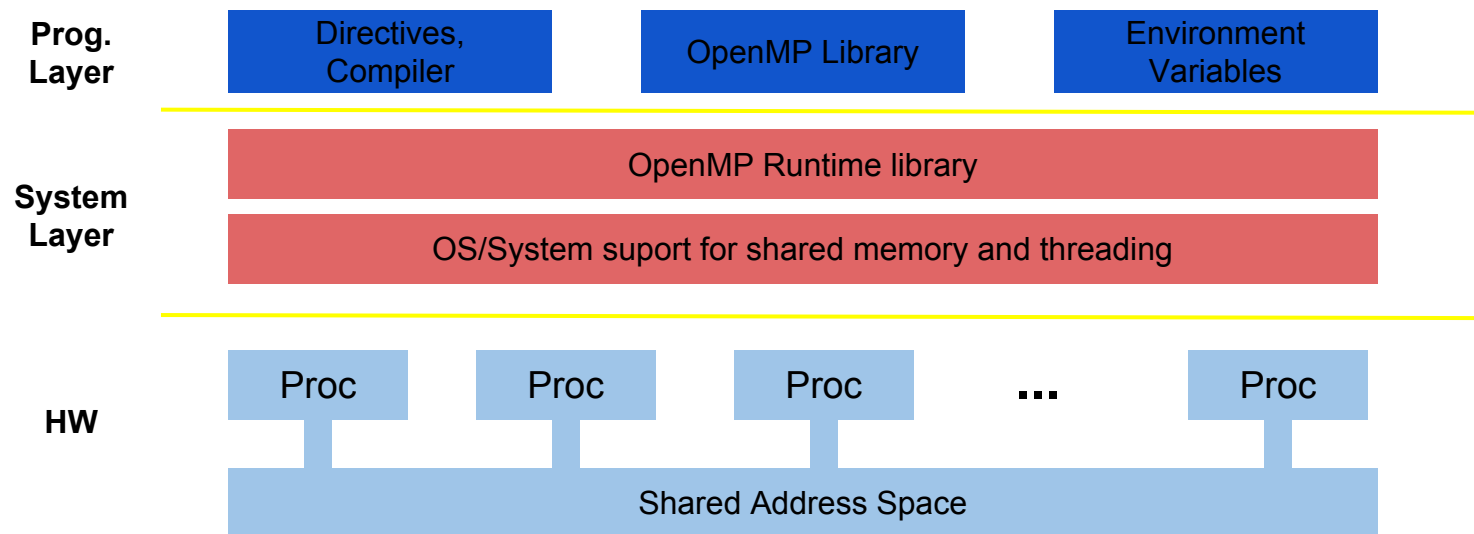 Prog.
Layer
Directives,
Compiler
OpenMP Library
Environment
Variables
System
Layer
OpenMP Runtime library
OS/System suport for shared memory and threading
HW
Proc
Proc
Proc
...
Proc
Shared Address Space